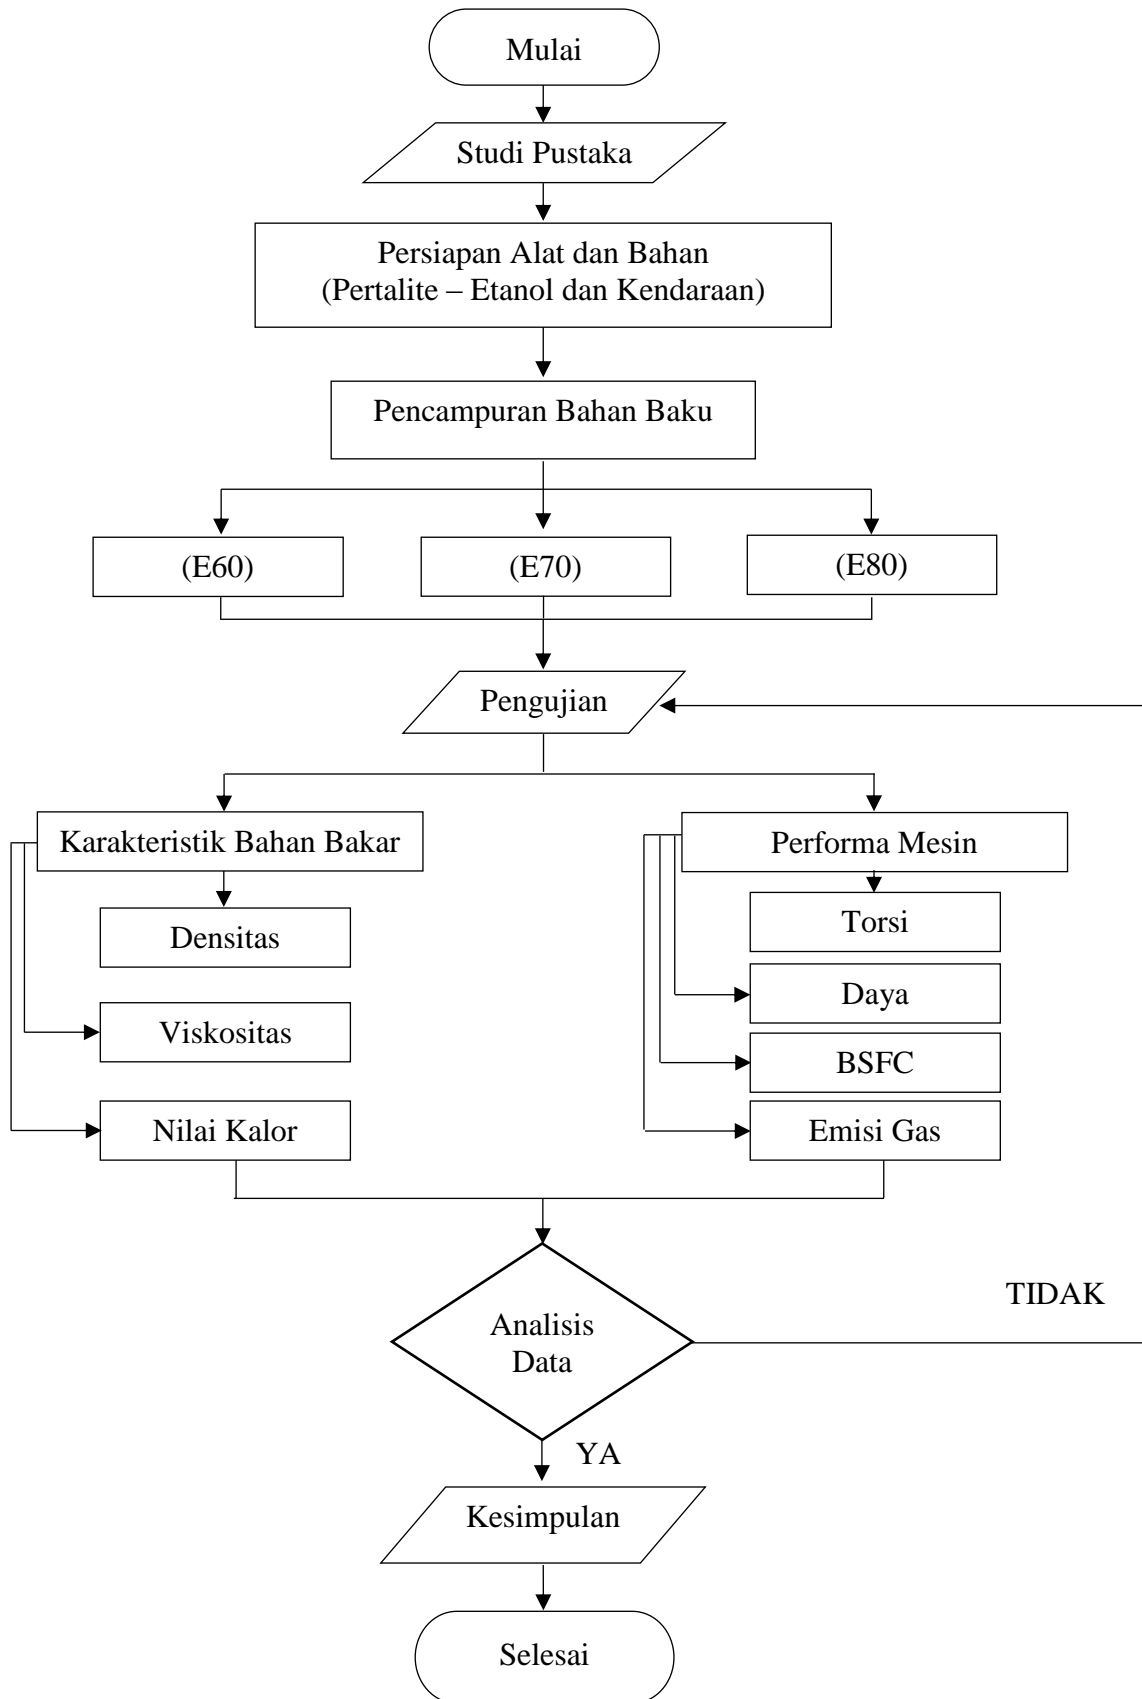 Mulai
Studi Pustaka
Persiapan Alat dan Bahan
(Pertalite – Etanol dan Kendaraan)
Pencampuran Bahan Baku
(E60)
(E70)
(E80)
Pengujian
Karakteristik Bahan Bakar
Densitas
Viskositas
Nilai Kalor
Performa Mesin
Torsi
Daya
BSFC
Emisi Gas
Analisis
Data
TIDAK
YA
Kesimpulan
Selesai